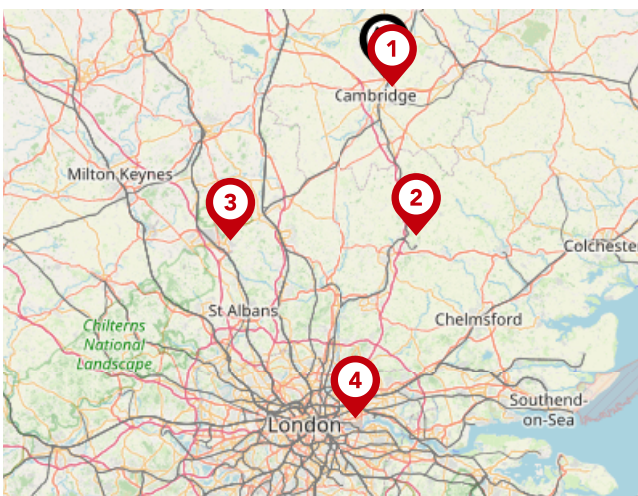 1
Cambridge
Milton Keynes
3
2
Colchester
St Albans
Chelmsford
Chilterns
National
Landscape
4
Southend-
on-Sea
London